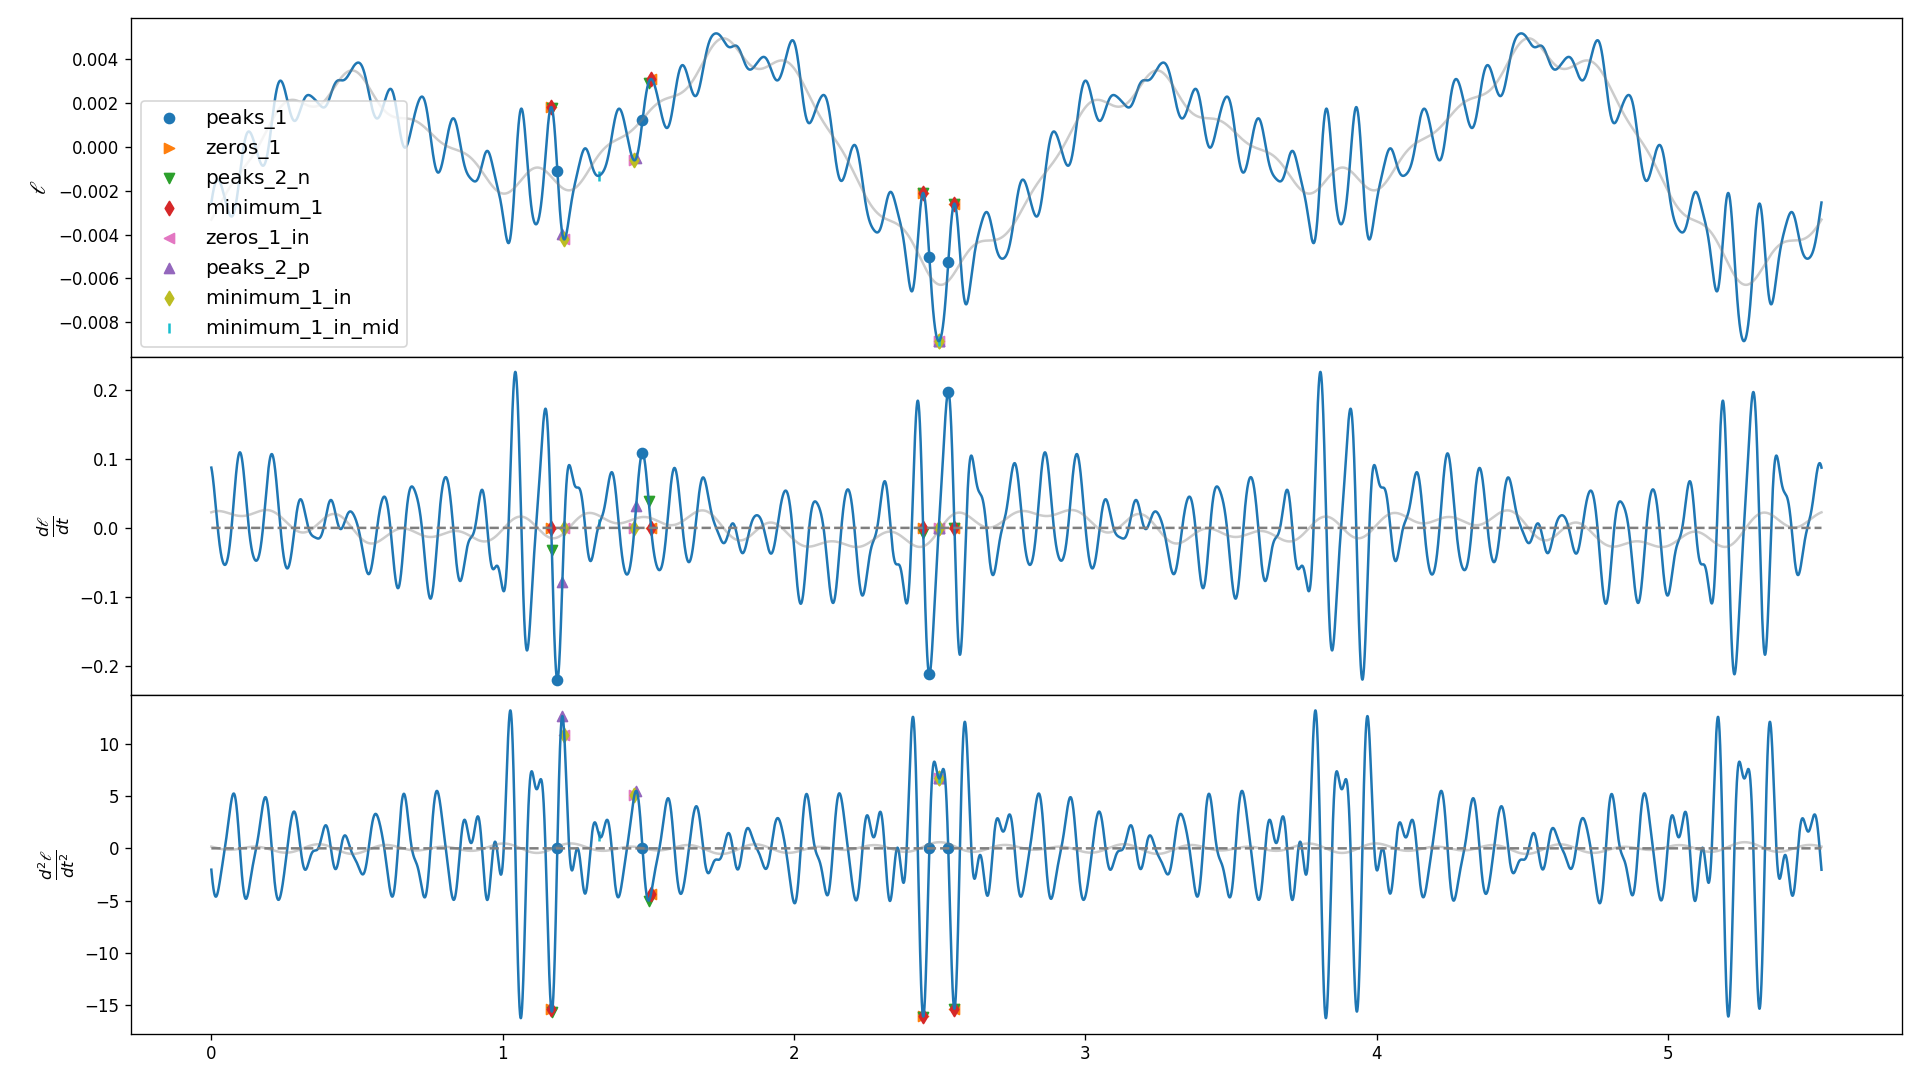 0.004
0.002
0.000
−0.002
−0.004
−0.006
−0.008
ℓ
peaks_1
zeros_1
peaks_2_n
minimum_1
zeros_1_in
peaks_2_p
minimum_1_in
minimum_1_in_mid
0.2
0.1
0.0
−0.1
−0.2
dℓ
dt
10
5
0
−5
−10
−15
d²ℓ
dt²
0 1 2 3 4 5